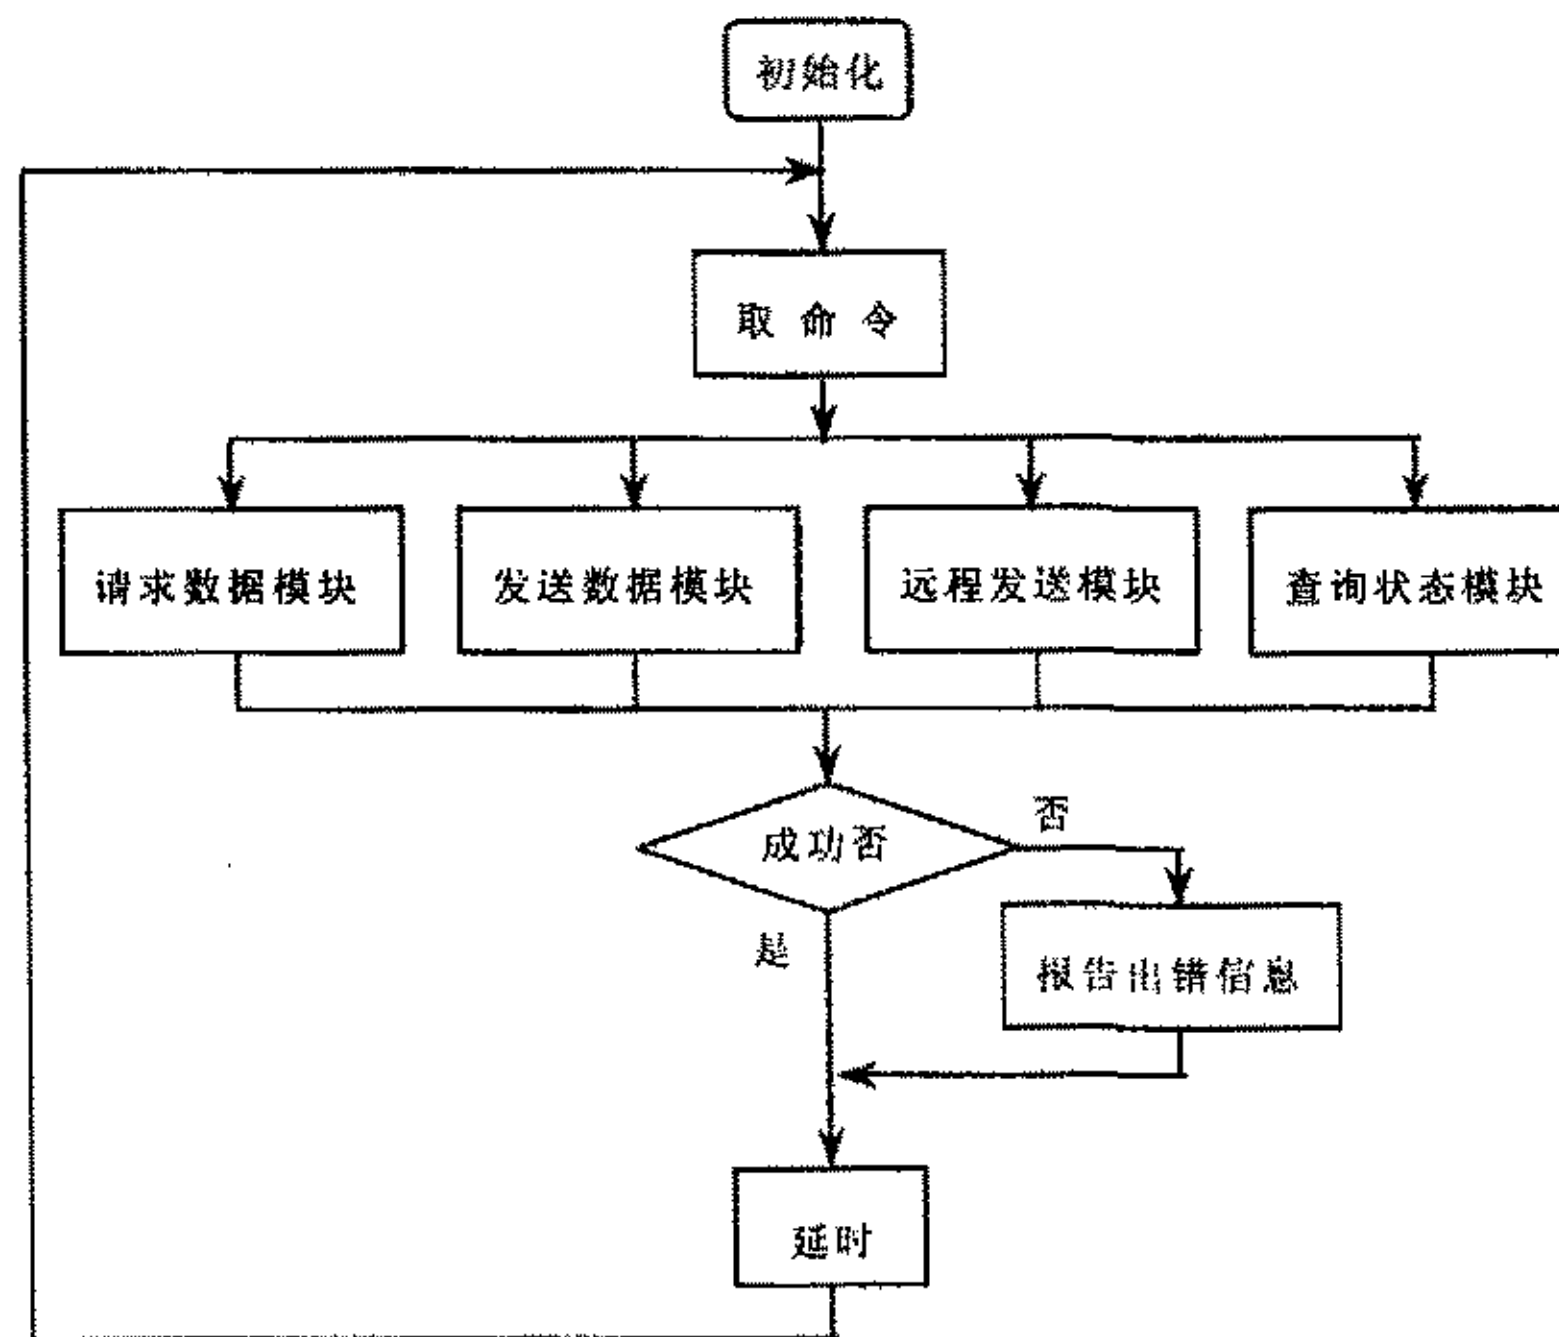 初始化
取命令
请求数据模块
发送数据模块
远程发送模块
查询状态模块
成功否
否
是
报告出错信息
延时